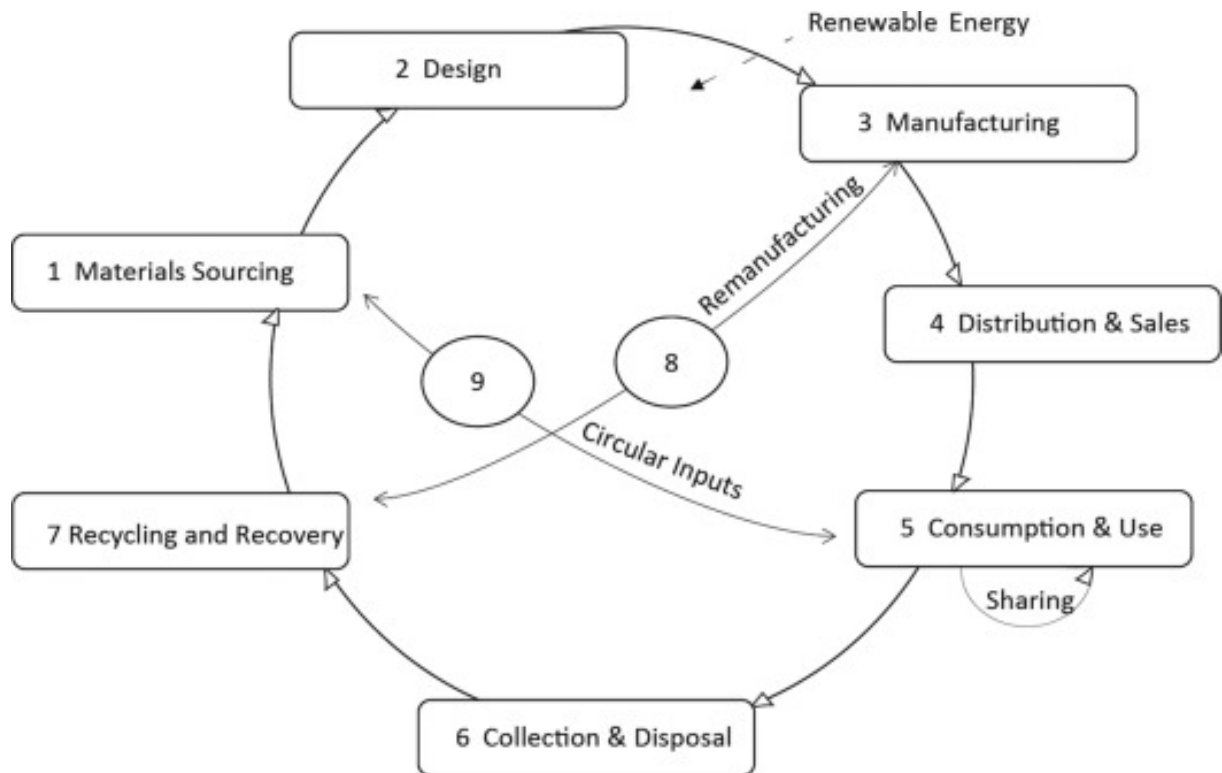 Renewable Energy
2 Design
3 Manufacturing
Remanufacturing
1 Materials Sourcing
4 Distribution & Sales
8
9
Circular Inputs
7 Recycling and Recovery
5 Consumption & Use
Sharing
6 Collection & Disposal